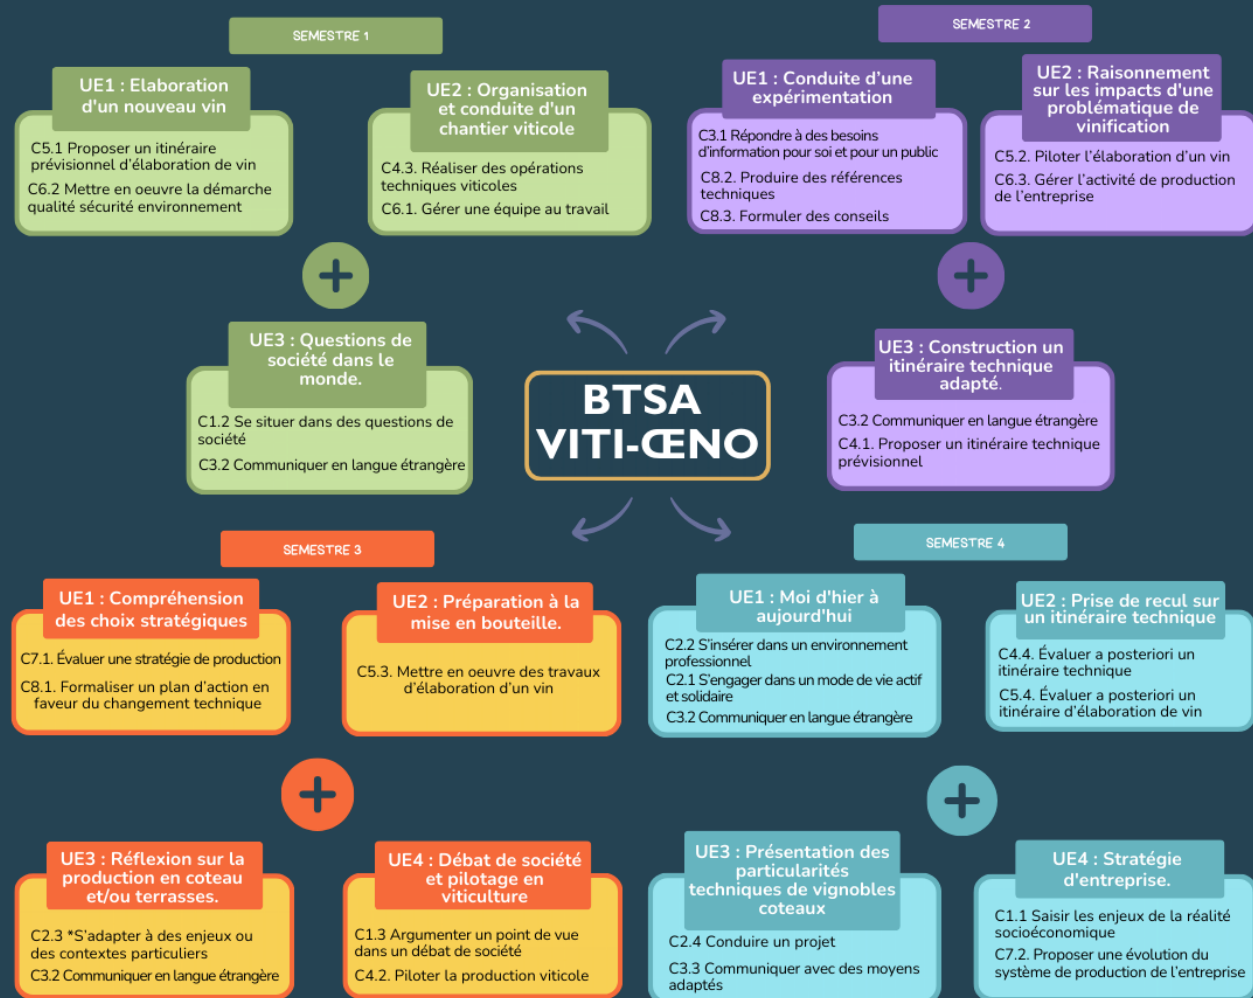 SEMESTRE 1
UE1 : Elaboration
d'un nouveau vin
C5.1 Proposer un itinéraire
prévisionnel d'élaboration de vin
C6.2 Mettre en oeuvre la démarche
qualité sécurité environnement
UE2 : Organisation
et conduite d'un
chantier viticole
C4.3. Réaliser des opérations
techniques viticoles
C6.1. Gérer une équipe au travail
+
UE3 : Questions de
société dans le
monde.
C1.2 Se situer dans des questions de
société
C3.2 Communiquer en langue étrangère
SEMESTRE 2
UE1 : Conduite d'une
expérimentation
C3.1 Répondre à des besoins
d'information pour soi et pour un public
C8.2. Produire des références
techniques
C8.3. Formuler des conseils
UE2 : Raisonnement
sur les impacts d'une
problématique de
vinification
C5.2. Piloter l'élaboration d'un vin
C6.3. Gérer l'activité de production
de l'entreprise
+
UE3 : Construction un
itinéraire technique
adapté.
C3.2 Communiquer en langue étrangère
C4.1. Proposer un itinéraire technique
prévisionnel
BTSA
VITI-ŒNO
SEMESTRE 3
UE1 : Compréhension
des choix stratégiques
C7.1. Évaluer une stratégie de production
C8.1. Formaliser un plan d'action en
faveur du changement technique
UE2 : Préparation à la
mise en bouteille.
C5.3. Mettre en oeuvre des travaux
d'élaboration d'un vin
+
UE3 : Réflexion sur la
production en coteau
et/ou terrasses.
C2.3 *S'adapter à des enjeux ou
des contextes particuliers
C3.2 Communiquer en langue étrangère
UE4 : Débat de société
et pilotage en
viticulture
C1.3 Argumenter un point de vue
dans un débat de société
C4.2. Piloter la production viticole
SEMESTRE 4
UE1 : Moi d'hier à
aujourd'hui
C2.2 S'insérer dans un environnement
professionnel
C2.1 S'engager dans un mode de vie actif
et solidaire
C3.2 Communiquer en langue étrangère
UE2 : Prise de recul sur
un itinéraire technique
C4.4. Évaluer a posteriori un
itinéraire technique
C5.4. Évaluer a posteriori un
itinéraire d'élaboration de vin
+
UE3 : Présentation des
particularités
techniques de vignobles
coteaux
C2.4 Conduire un projet
C3.3 Communiquer avec des moyens
adaptés
UE4 : Stratégie
d'entreprise.
C1.1 Saisir les enjeux de la réalité
socioéconomique
C7.2. Proposer une évolution du
système de production de l'entreprise